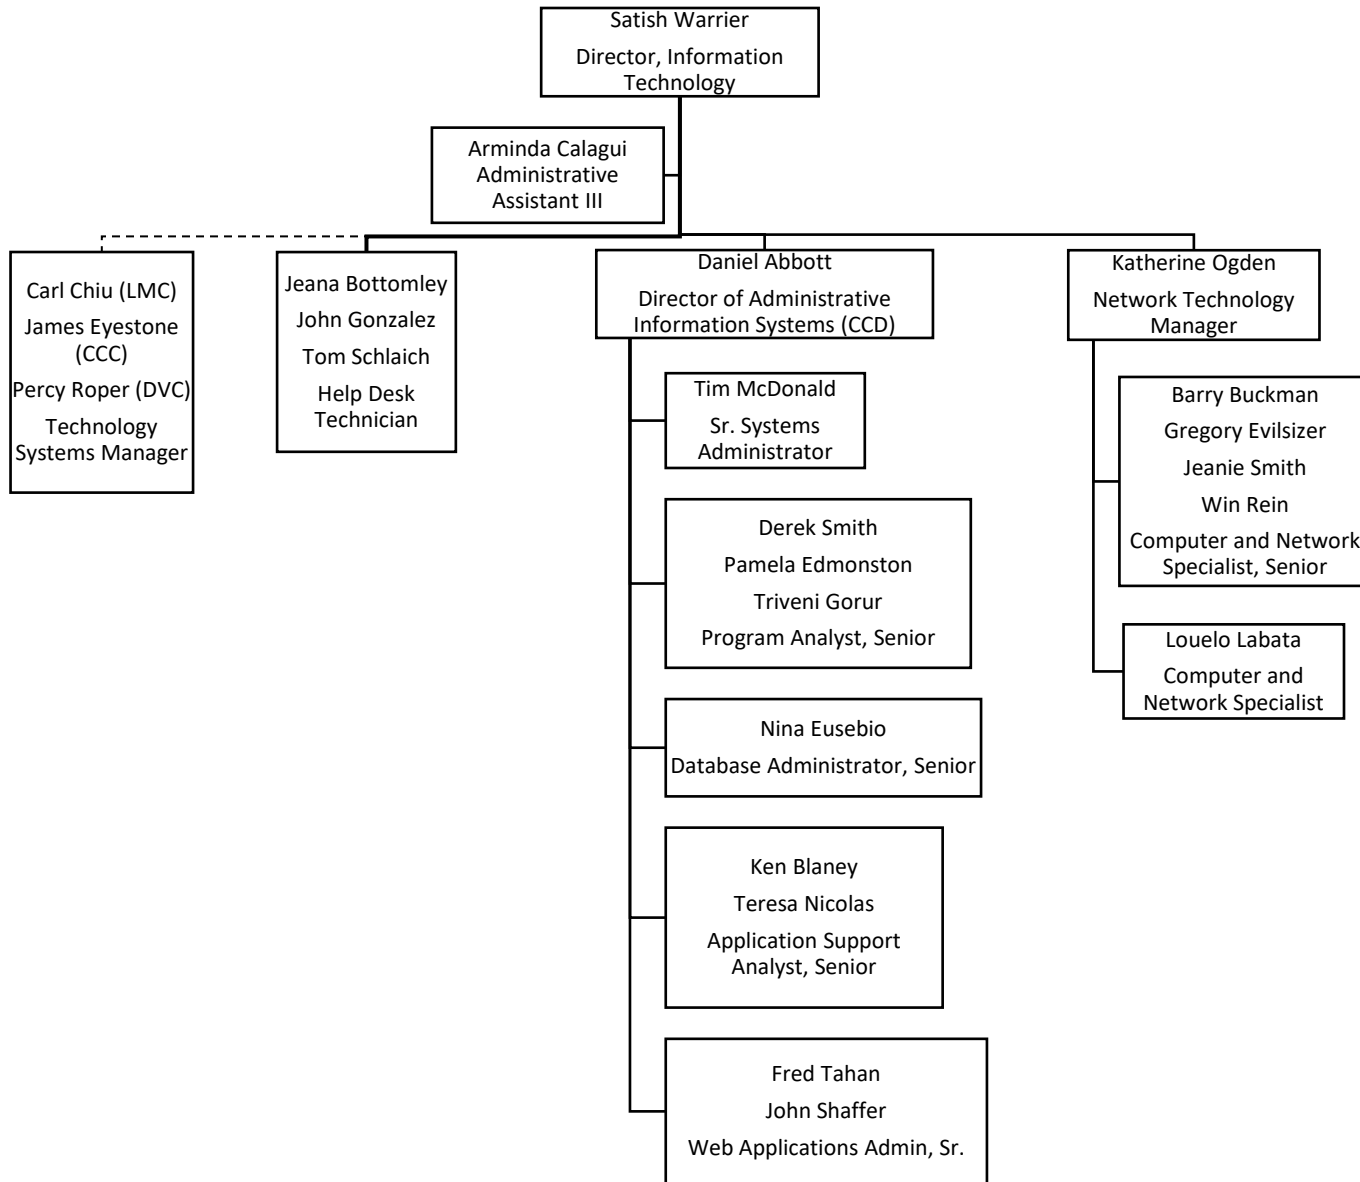 Satish Warrier
Director, Information
Technology
Arminda Calagui
Administrative
Assistant III
Carl Chiu (LMC)
James Eyestone
(CCC)
Percy Roper (DVC)
Technology
Systems Manager
Jeana Bottomley
John Gonzalez
Tom Schlaich
Help Desk
Technician
Daniel Abbott
Director of Administrative
Information Systems (CCD)
Tim McDonald
Sr. Systems
Administrator
Derek Smith
Pamela Edmonston
Triveni Gorur
Program Analyst, Senior
Nina Eusebio
Database Administrator, Senior
Ken Blaney
Teresa Nicolas
Application Support
Analyst, Senior
Fred Tahan
John Shaffer
Web Applications Admin, Sr.
Katherine Ogden
Network Technology
Manager
Barry Buckman
Gregory Evilsizer
Jeanie Smith
Win Rein
Computer and Network
Specialist, Senior
Louelo Labata
Computer and
Network Specialist